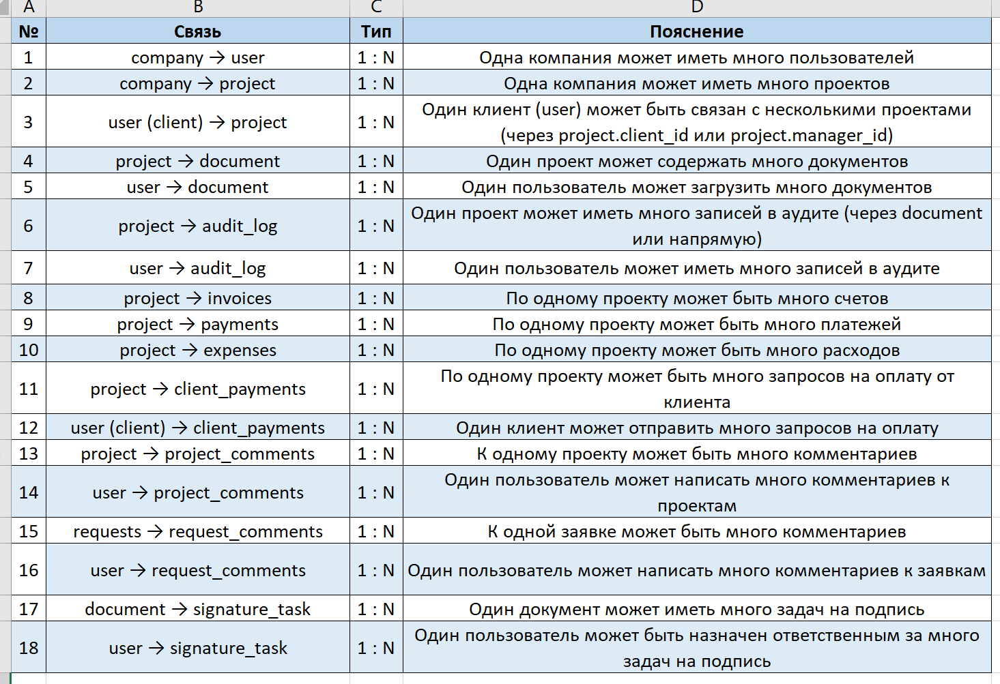 A B C D
№ Связь Тип Пояснение
1 company → user 1 : N Одна компания может иметь много пользователей
2 company → project 1 : N Одна компания может иметь много проектов
3 user (client) → project 1 : N Один клиент (user) может быть связан с несколькими проектами
(через project.client_id или project.manager_id)
4 project → document 1 : N Один проект может содержать много документов
5 user → document 1 : N Один пользователь может загрузить много документов
6 project → audit_log 1 : N Один проект может иметь много записей в аудите (через document
или напрямую)
7 user → audit_log 1 : N Один пользователь может иметь много записей в аудите
8 project → invoices 1 : N По одному проекту может быть много счетов
9 project → payments 1 : N По одному проекту может быть много платежей
10 project → expenses 1 : N По одному проекту может быть много расходов
11 project → client_payments 1 : N По одному проекту может быть много запросов на оплату от
клиента
12 user (client) → client_payments 1 : N Один клиент может отправить много запросов на оплату
13 project → project_comments 1 : N К одному проекту может быть много комментариев
14 user → project_comments 1 : N Один пользователь может написать много комментариев к
проектам
15 requests → request_comments 1 : N К одной заявке может быть много комментариев
16 user → request_comments 1 : N Один пользователь может написать много комментариев к заявкам
17 document → signature_task 1 : N Один документ может иметь много задач на подпись
18 user → signature_task 1 : N Один пользователь может быть назначен ответственным за много
задач на подпись